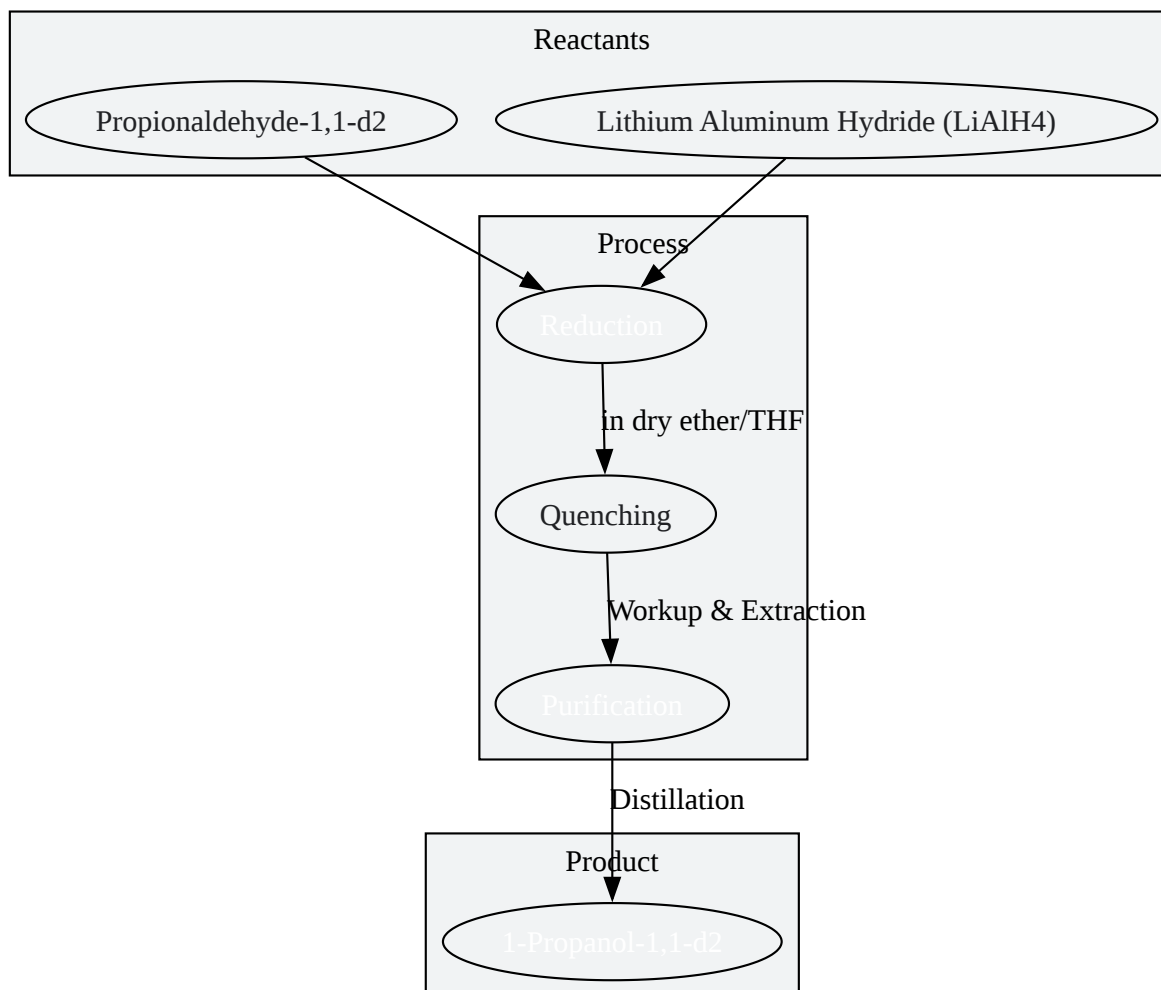 Reactants
Propionaldehyde-1,1-d2
Lithium Aluminum Hydride (LiAlH4)
Process
Reduction
in dry ether/THF
Quenching
Workup & Extraction
Purification
Distillation
Product
1-Propanol-1,1-d2